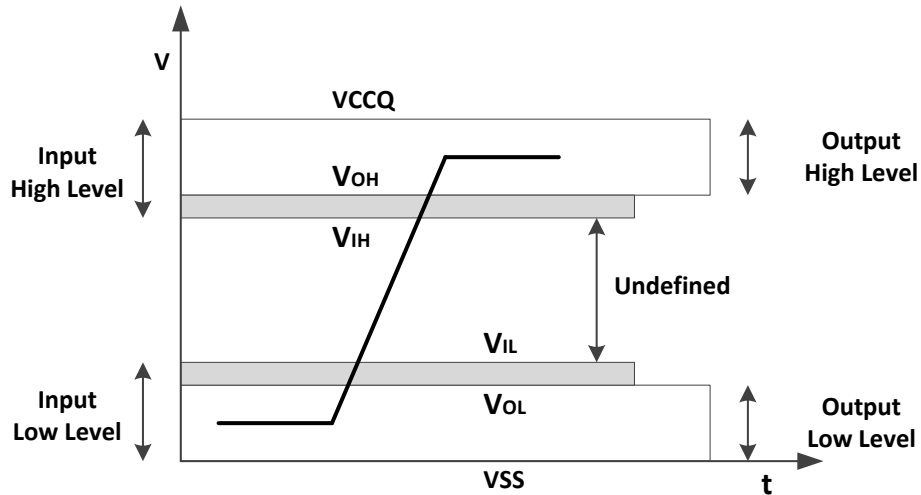 V
VCCQ
Input
High Level
Output
High Level
VOH
VIH
Undefined
VIL
Input
Low Level
VOL
Output
Low Level
VSS
t